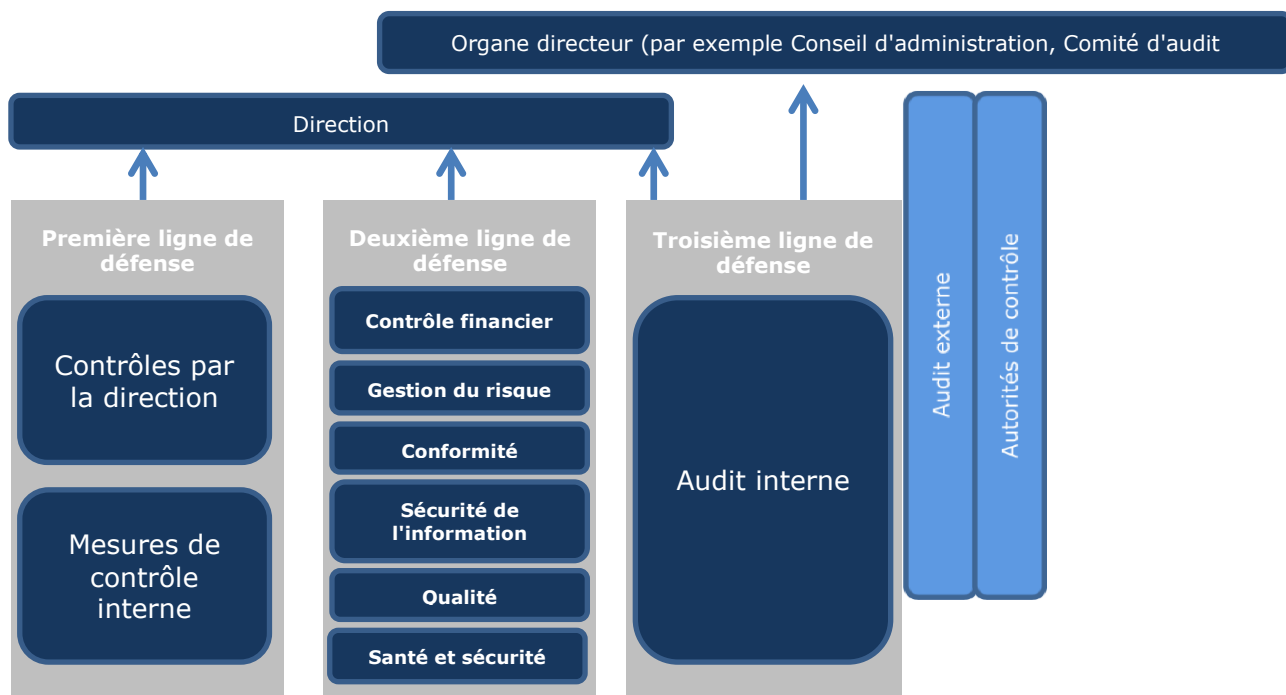 Organe directeur (par exemple Conseil d'administration, Comité d'audit
Direction
Première ligne de
défense
Contrôles par
la direction
Mesures de
contrôle
interne
Deuxième ligne de
défense
Contrôle financier
Gestion du risque
Conformité
Sécurité de
l'information
Qualité
Santé et sécurité
Troisième ligne de
défense
Audit interne
Audit externe
Autorités de contrôle